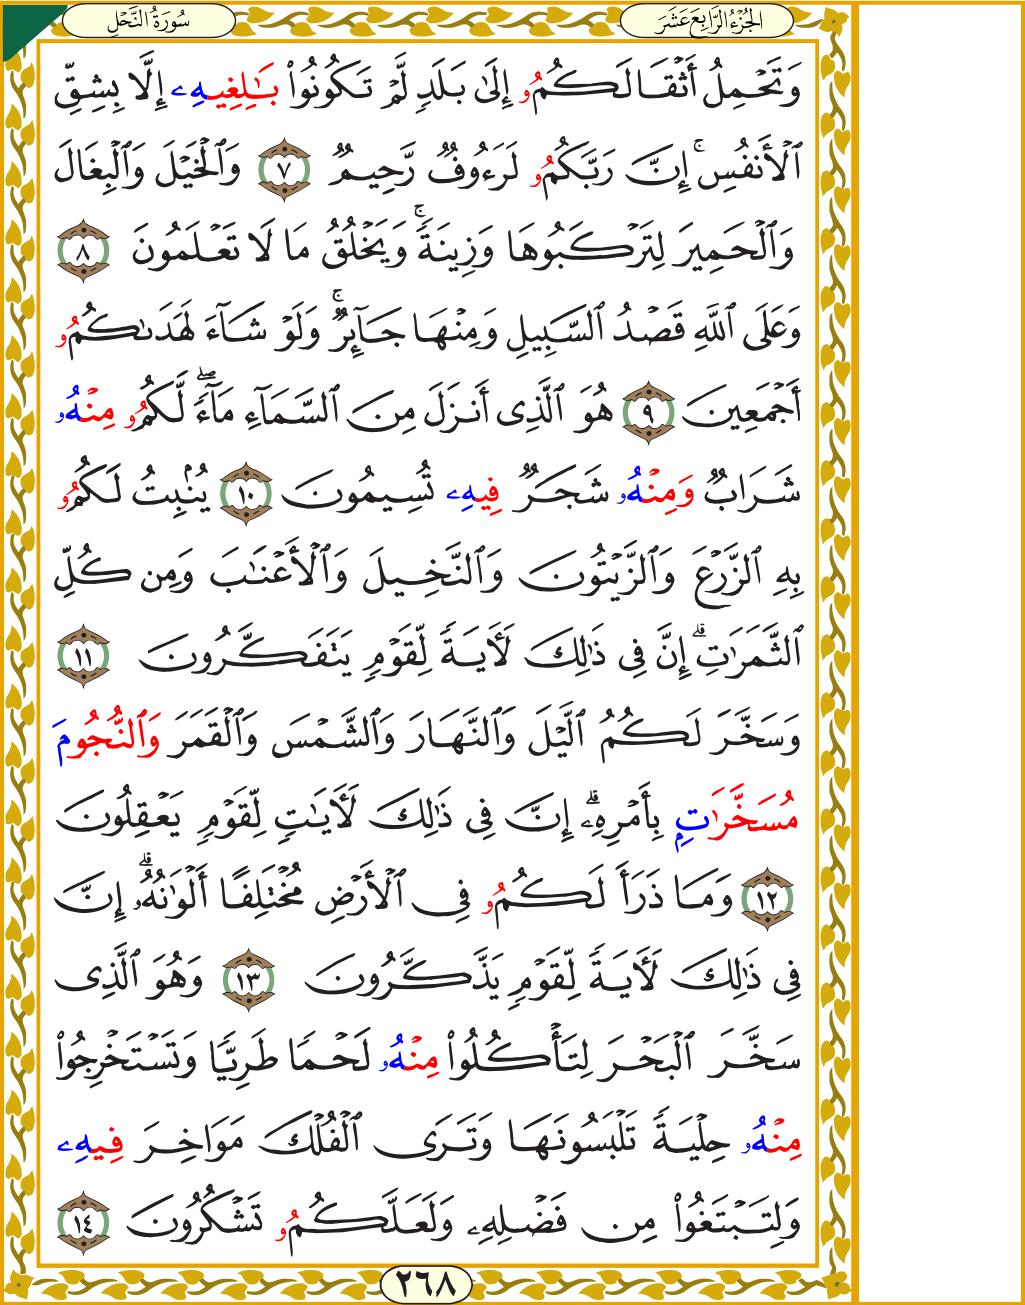 سُورَةُ النَّحْلِ
الجُزْءُ الرَّابِعَ عَشَرَ
وَتَحْمِلُ أَثْقَالَكُمُۥ إِلَىٰ بَلَدٖ لَّمْ تَكُونُوا۟ بَـٰلِغِيهِۦ إِلَّا بِشِقِّ
ٱلْأَنفُسِۚ إِنَّ رَبَّكُمُۥ لَرَءُوفٌ رَّحِيمٌ ٧ وَٱلْخَيْلَ وَٱلْبِغَالَ
وَٱلْحَمِيرَ لِتَرْكَبُوهَا وَزِينَةًۚ وَيَخْلُقُ مَا لَا تَعْلَمُونَ ٨
وَعَلَى ٱللَّهِ قَصْدُ ٱلسَّبِيلِ وَمِنْهَا جَآئِرٌۚ وَلَوْ شَآءَ لَهَدَىٰكُمُۥ
أَجْمَعِينَ ٩ هُوَ ٱلَّذِى أَنزَلَ مِنَ ٱلسَّمَآءِ مَآءًۖ لَّكُمُۥ مِنْهُۥ
شَرَابٌ وَمِنْهُۥ شَجَرٌ فِيهِۦ تُسِيمُونَ ١٠ يُنۢبِتُ لَكُمُۥ
بِهِ ٱلزَّرْعَ وَٱلزَّيْتُونَ وَٱلنَّخِيلَ وَٱلْأَعْنَـٰبَ وَمِن كُلِّ
ٱلثَّمَرَٰتِۗ إِنَّ فِى ذَٰلِكَ لَـَٔايَةً لِّقَوْمٍ يَتَفَكَّرُونَ ١١
وَسَخَّرَ لَكُمُ ٱلَّيْلَ وَٱلنَّهَارَ وَٱلشَّمْسَ وَٱلْقَمَرَ وَٱلنُّجُومَ
مُسَخَّرَٰتٍۭ بِأَمْرِهِۦۗ إِنَّ فِى ذَٰلِكَ لَـَٔايَـٰتٍ لِّقَوْمٍ يَعْقِلُونَ
١٢ وَمَا ذَرَأَ لَكُمُۥ فِى ٱلْأَرْضِ مُخْتَلِفًا أَلْوَٰنُهُۥۗ إِنَّ
فِى ذَٰلِكَ لَـَٔايَةً لِّقَوْمٍ يَذَّكَّرُونَ ١٣ وَهُوَ ٱلَّذِى
سَخَّرَ ٱلْبَحْرَ لِتَأْكُلُوا۟ مِنْهُۥ لَحْمًا طَرِيًّا وَتَسْتَخْرِجُوا۟
مِنْهُۥ حِلْيَةً تَلْبَسُونَهَا وَتَرَى ٱلْفُلْكَ مَوَاخِرَ فِيهِۦ
وَلِتَبْتَغُوا۟ مِن فَضْلِهِۦ وَلَعَلَّكُمُۥ تَشْكُرُونَ ١٤
٢٦٨